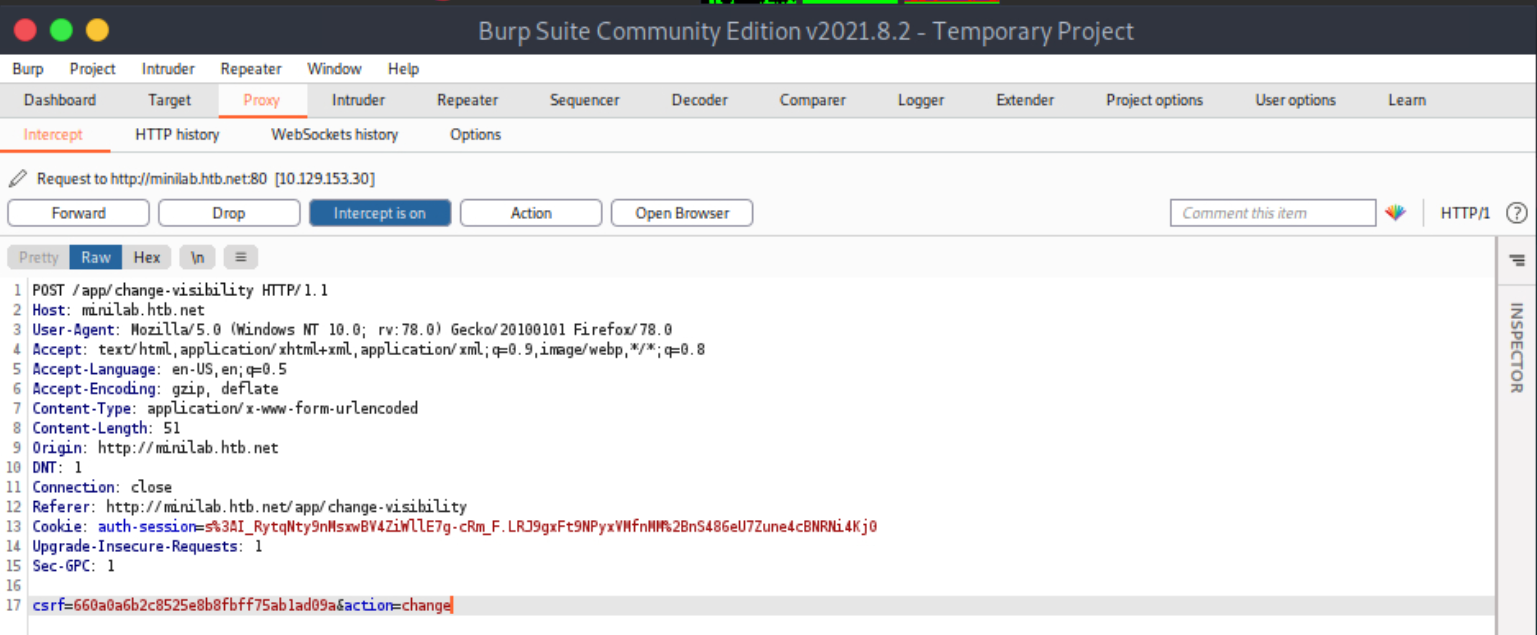 Burp Suite Community Edition v2021.8.2 - Temporary Project
Burp Project Intruder Repeater Window Help
Dashboard Target Proxy Intruder Repeater Sequencer Decoder Comparer Logger Extender Project options User options Learn
Intercept HTTP history WebSockets history Options
Request to http://minilab.htb.net:80 [10.129.153.30]
Forward Drop Intercept is on Action Open Browser Comment this item HTTP/1 ?
Pretty Raw Hex \n ≡
INSPECTOR
1 POST /app/change-visibility HTTP/1.1
2 Host: minilab.htb.net
3 User-Agent: Mozilla/5.0 (Windows NT 10.0; rv:78.0) Gecko/20100101 Firefox/78.0
4 Accept: text/html,application/xhtml+xml,application/xml;q=0.9,image/webp,*/*;q=0.8
5 Accept-Language: en-US,en;q=0.5
6 Accept-Encoding: gzip, deflate
7 Content-Type: application/x-www-form-urlencoded
8 Content-Length: 51
9 Origin: http://minilab.htb.net
10 DNT: 1
11 Connection: close
12 Referer: http://minilab.htb.net/app/change-visibility
13 Cookie: auth-session=s%3AI_RytqNty9nMsxwBV4ZiWllE7g-cRm_F.LRJ9gxFt9NPyxVMfnMM%2BnS486eU7Zune4cBNRNi4Kj0
14 Upgrade-Insecure-Requests: 1
15 Sec-GPC: 1
16
17 csrf=660a0a6b2c8525e8b8fbff75ab1ad09a&action=change